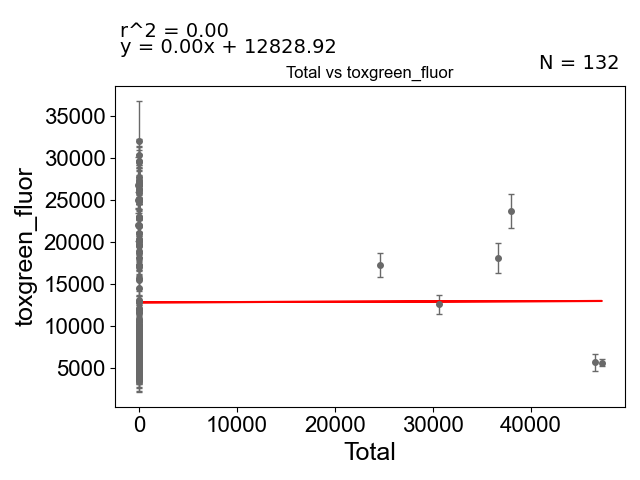 r^2 = 0.00
y = 0.00x + 12828.92
N = 132
Total vs toxgreen_fluor
35000
30000
25000
20000
15000
10000
5000
toxgreen_fluor
0 10000 20000 30000 40000
Total